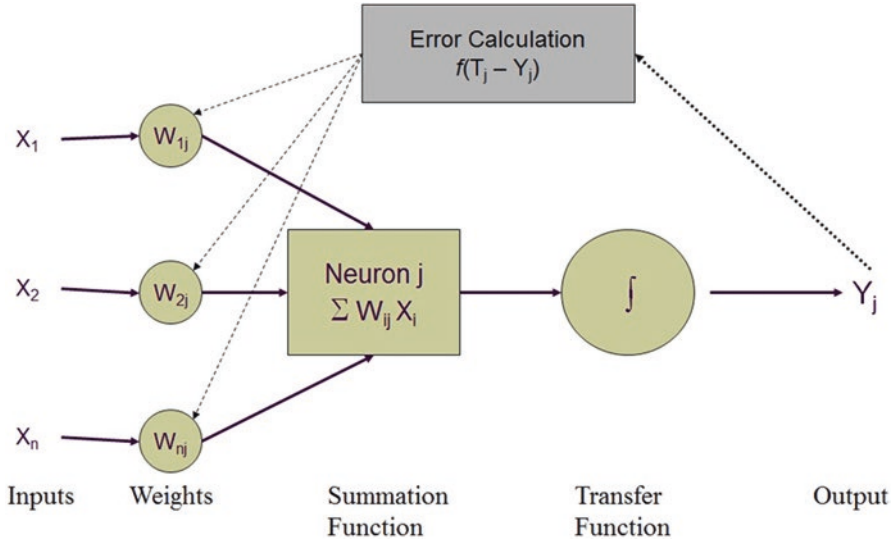 Error Calculation
f(Tj – Yj)
X1
W1j
X2
W2j
Neuron j
Σ Wij Xi
∫
Yj
Xn
Wnj
Inputs
Weights
Summation
Function
Transfer
Function
Output